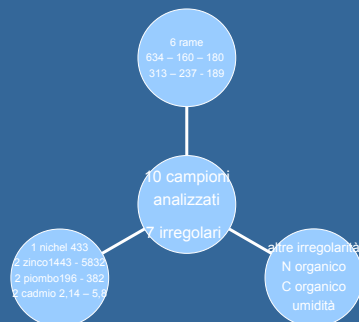 6 rame
634 – 160 – 180
313 – 237 - 189
10 campioni
analizzati
7 irregolari
1 nichel 433
2 zinco1443 - 5832
2 piombo196 - 382
2 cadmio 2,14 – 5,8
altre irregolarità
N organico
C organico
umidità